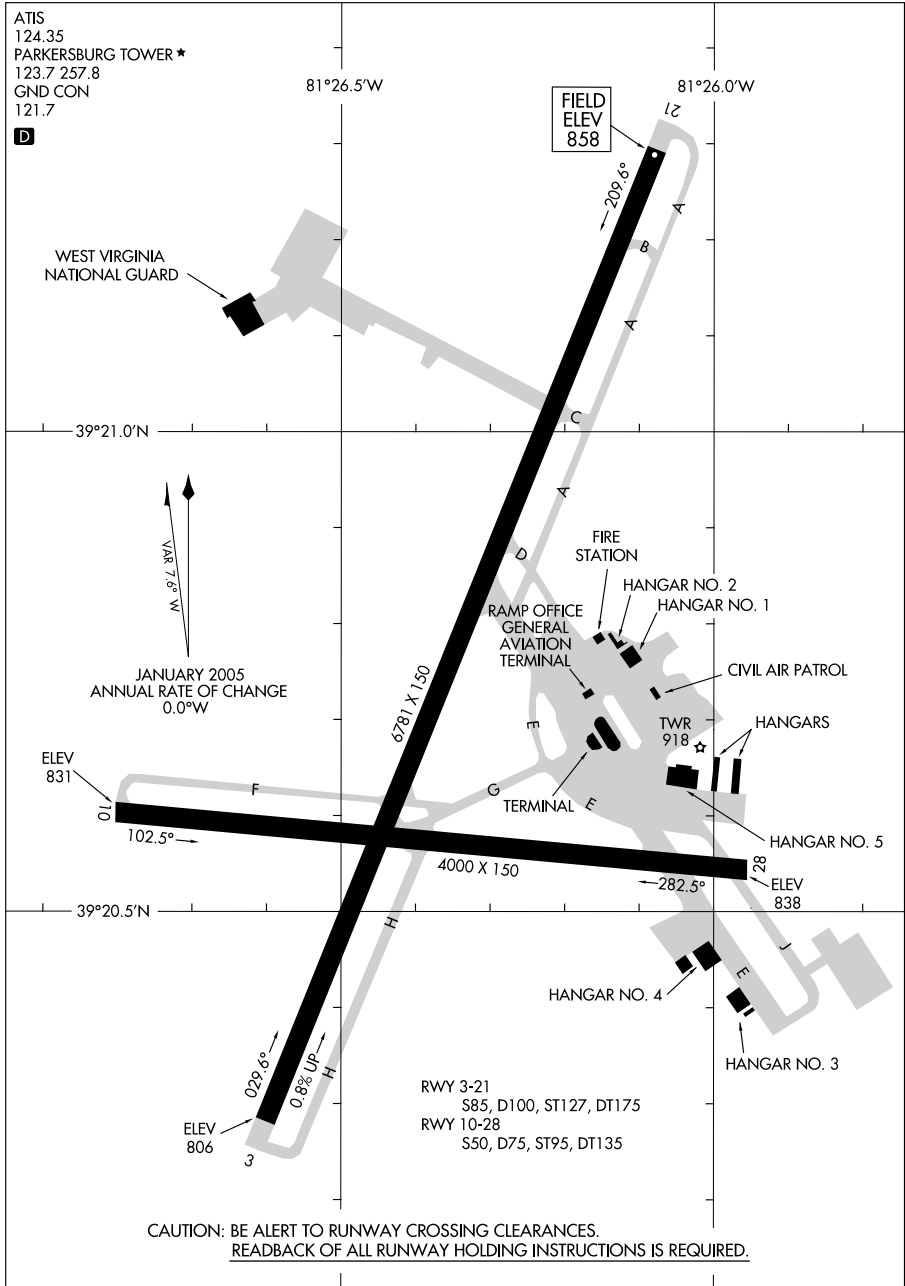 ATIS
124.35
PARKERSBURG TOWER ★
123.7 257.8
GND CON
121.7
D
81°26.5'W
81°26.0'W
FIELD
ELEV
858
21
209.6°
A
B
WEST VIRGINIA
NATIONAL GUARD
A
C
39°21.0'N
A
VAR 7.6° W
D
FIRE
STATION
HANGAR NO. 2
HANGAR NO. 1
RAMP OFFICE
GENERAL
AVIATION
TERMINAL
JANUARY 2005
ANNUAL RATE OF CHANGE
0.0°W
CIVIL AIR PATROL
6781 X 150
E
TWR
918
HANGARS
ELEV
831
F
G
E
TERMINAL
10
102.5°
HANGAR NO. 5
4000 X 150
28
282.5°
ELEV
838
39°20.5'N
H
J
E
HANGAR NO. 4
HANGAR NO. 3
029.6°
0.8% UP
H
RWY 3-21
S85, D100, ST127, DT175
RWY 10-28
S50, D75, ST95, DT135
ELEV
806
3
CAUTION: BE ALERT TO RUNWAY CROSSING CLEARANCES.
READBACK OF ALL RUNWAY HOLDING INSTRUCTIONS IS REQUIRED.